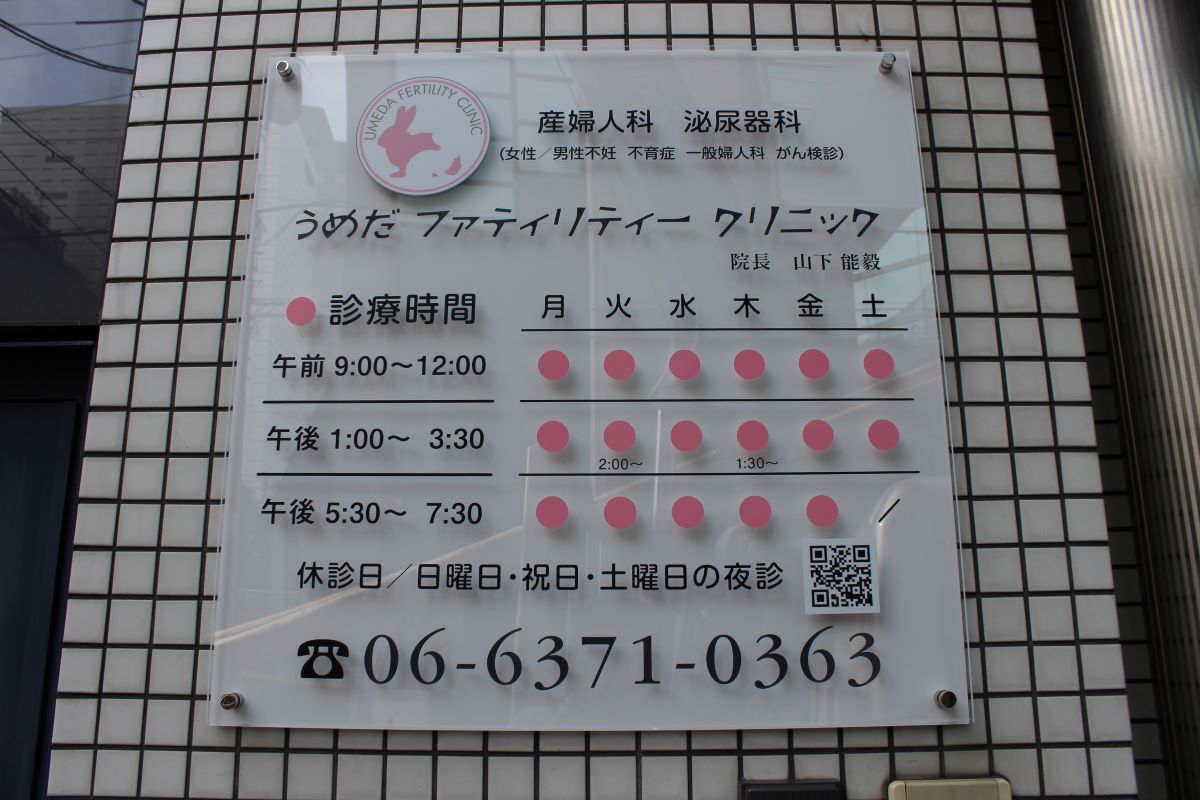 UMEDA FERTILITY CLINIC
産婦人科 泌尿器科
(女性／男性不妊 不育症 一般婦人科 がん検診)
うめだ ファティリティー クリニック
院長 山下 能毅
●診療時間 月 火 水 木 金 土
午前 9:00〜12:00 ● ● ● ● ● ●
午後 1:00〜 3:30 ● ● ● ● ● ●
2:00〜 1:30〜
午後 5:30〜 7:30 ● ● ● ● ● ／
休診日／日曜日・祝日・土曜日の夜診
☎06-6371-0363